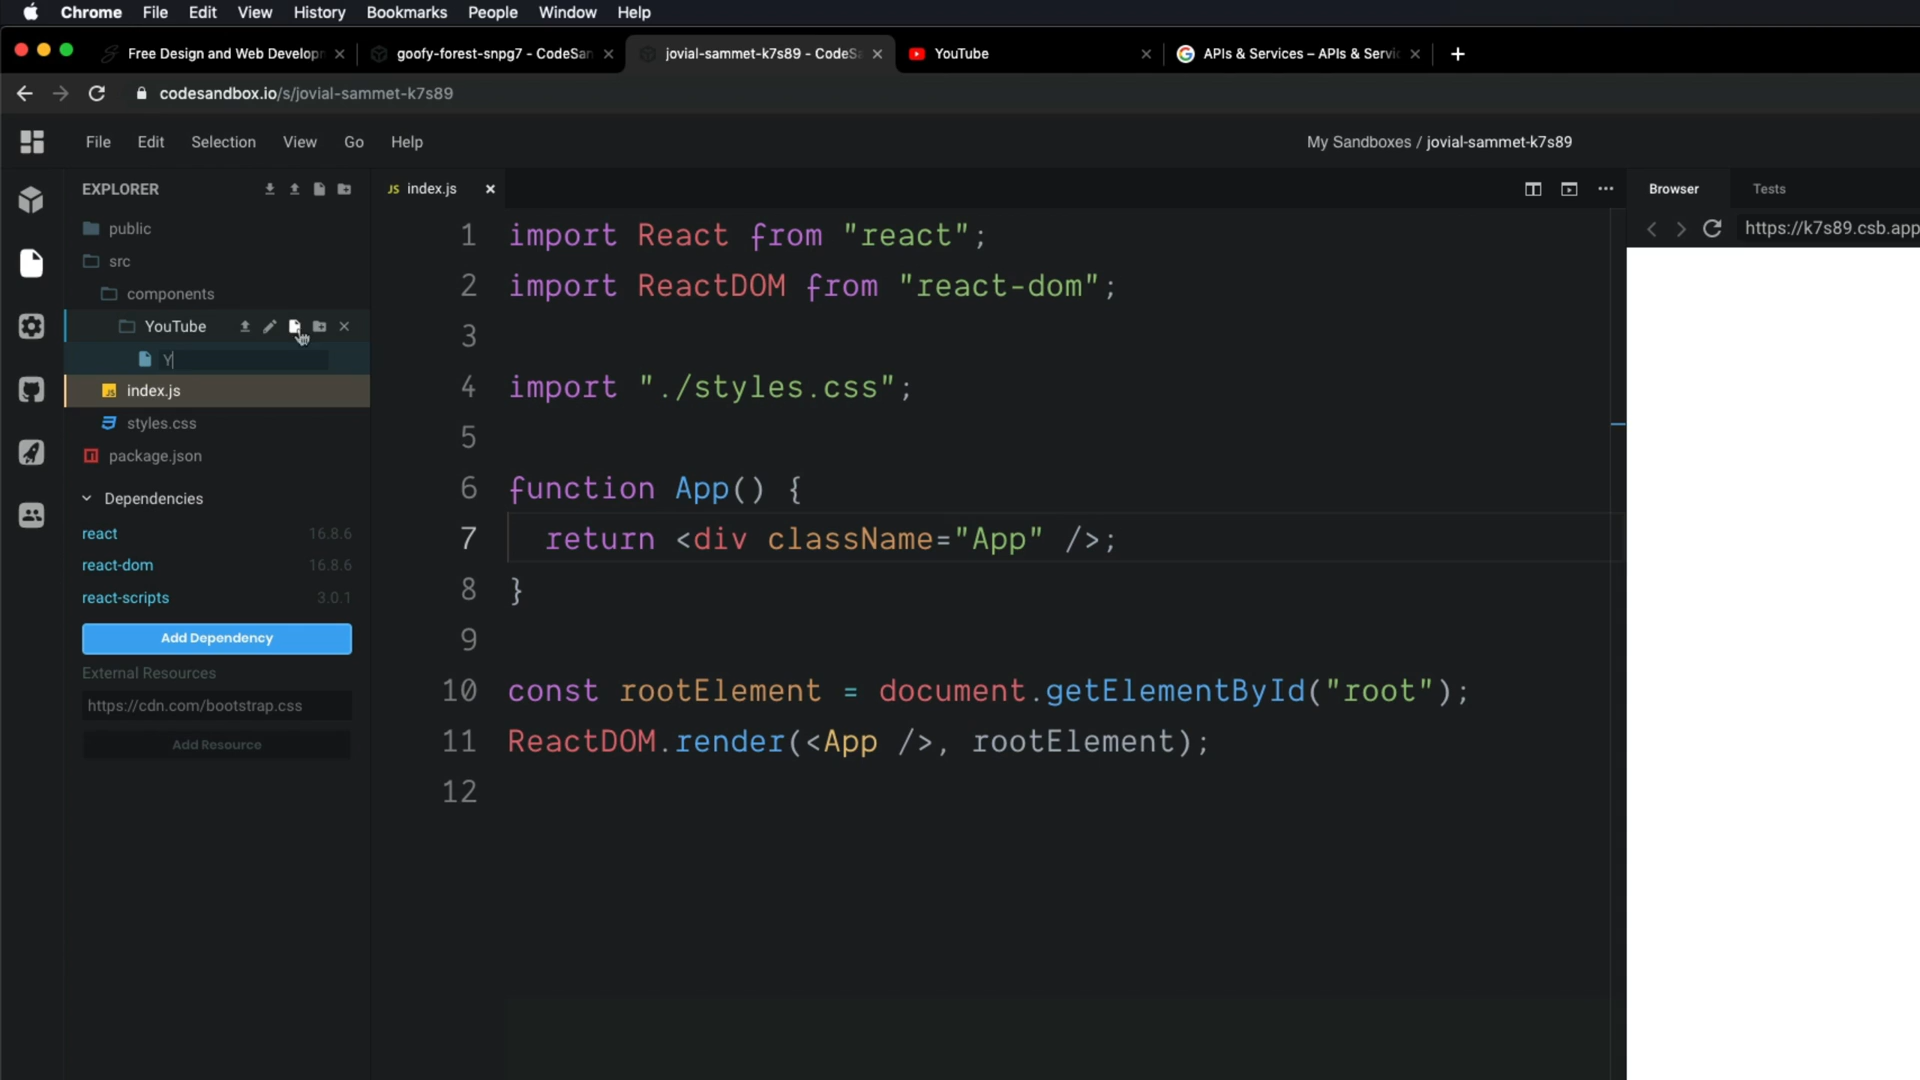 Chrome File Edit View History Bookmarks People Window Help
Free Design and Web Develop
goofy-forest-snpg7 - CodeSan
jovial-sammet-k7s89 - CodeSa
YouTube
APIs & Services – APIs & Servi
codesandbox.io/s/jovial-sammet-k7s89
File Edit Selection View Go Help
My Sandboxes / jovial-sammet-k7s89
EXPLORER
public
src
components
YouTube
Y
JS index.js
styles.css
package.json
Dependencies
react 16.8.6
react-dom 16.8.6
react-scripts 3.0.1
Add Dependency
External Resources
https://cdn.com/bootstrap.css
Add Resource
JS index.js
1 import React from "react";
2 import ReactDOM from "react-dom";
3
4 import "./styles.css";
5
6 function App() {
7 return <div className="App" />;
8 }
9
10 const rootElement = document.getElementById("root");
11 ReactDOM.render(<App />, rootElement);
12
Browser Tests
https://k7s89.csb.app